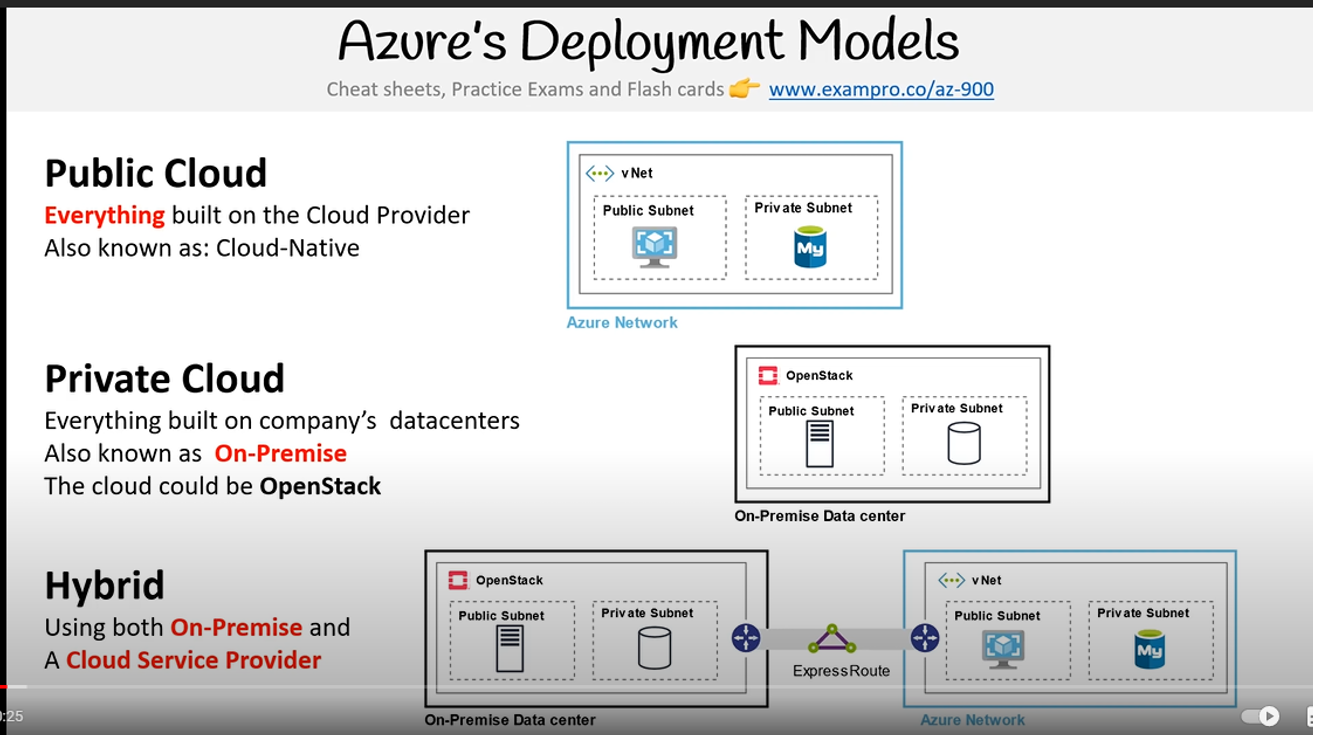 Azure's Deployment Models
Cheat sheets, Practice Exams and Flash cards 👉 www.exampro.co/az-900
Public Cloud
Everything built on the Cloud Provider
Also known as: Cloud-Native
vNet
Public Subnet
Private Subnet
My
Azure Network
Private Cloud
Everything built on company's datacenters
Also known as On-Premise
The cloud could be OpenStack
OpenStack
Public Subnet
Private Subnet
On-Premise Data center
Hybrid
Using both On-Premise and
A Cloud Service Provider
OpenStack
Public Subnet
Private Subnet
On-Premise Data center
ExpressRoute
vNet
Public Subnet
Private Subnet
My
Azure Network
:25